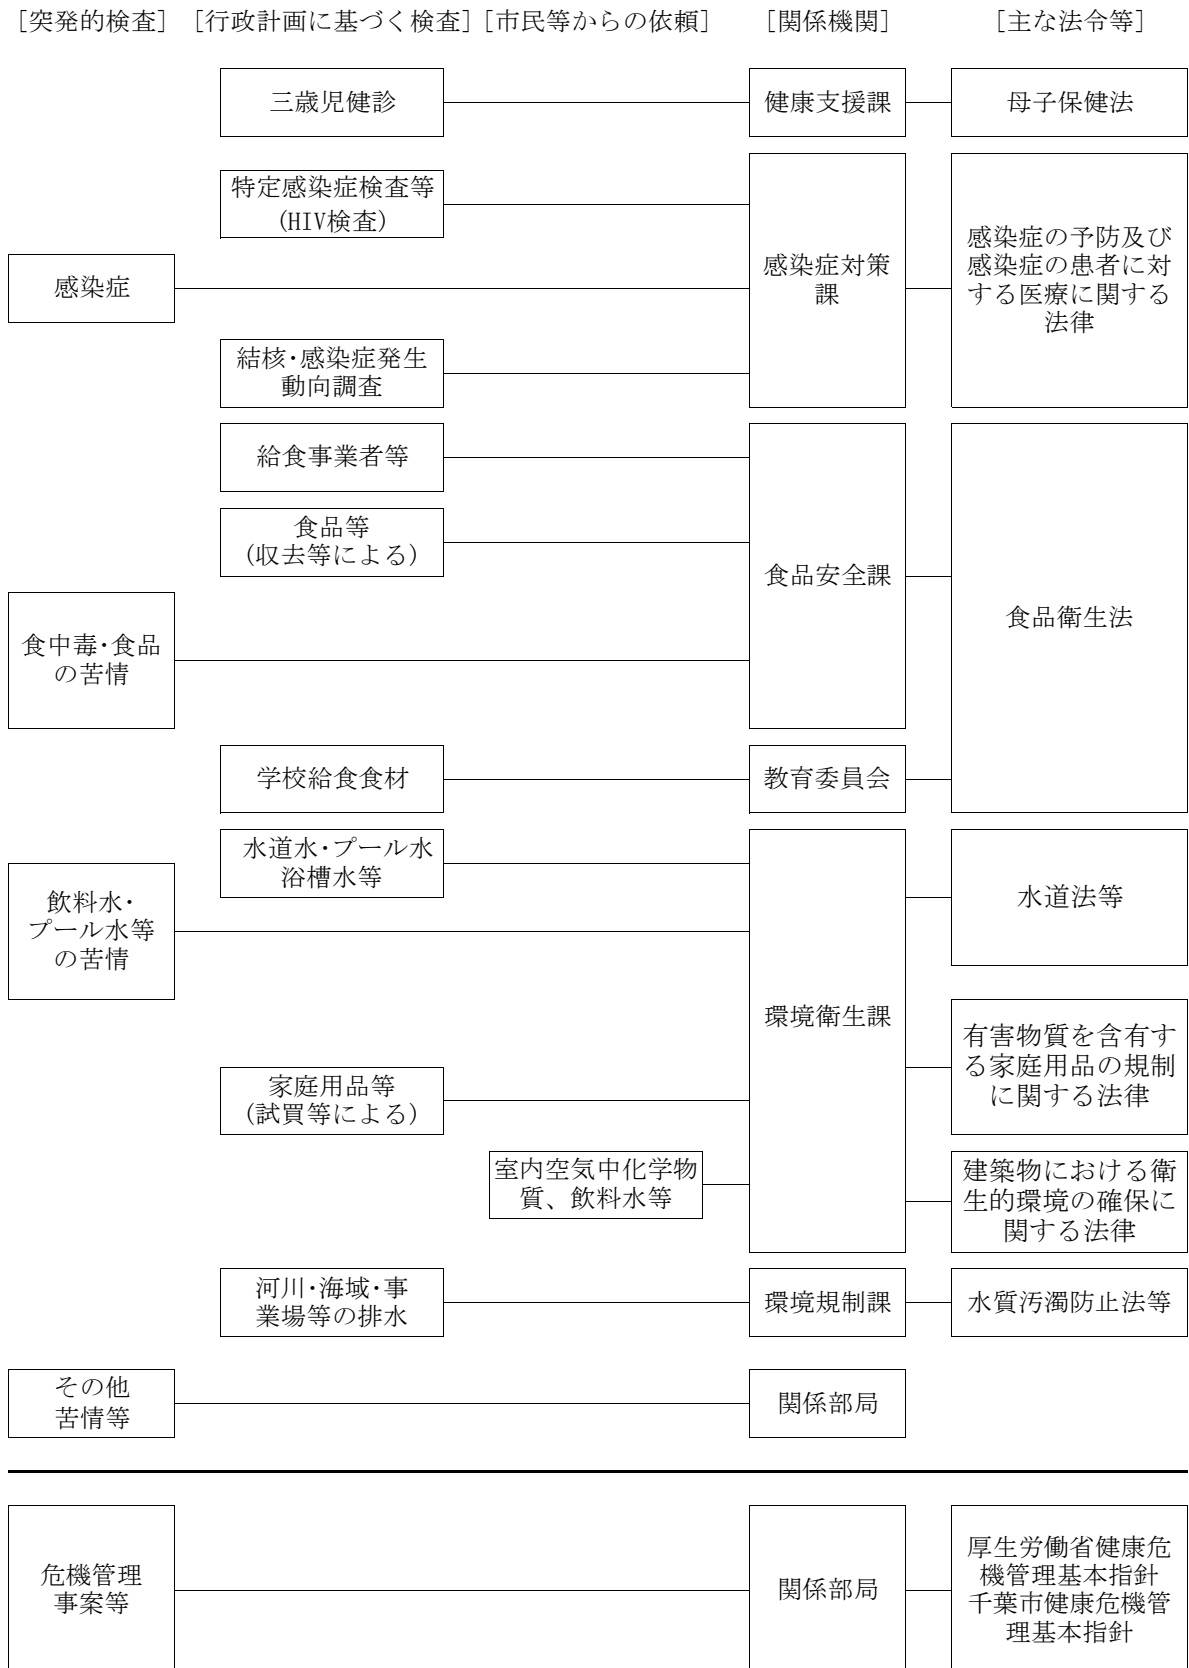 [突発的検査] [行政計画に基づく検査] [市民等からの依頼] [関係機関] [主な法令等]
三歳児健診 健康支援課 母子保健法
特定感染症検査等
(HIV検査)
感染症
感染症対策
課
感染症の予防及び
感染症の患者に対
する医療に関する
法律
結核・感染症発生
動向調査
給食事業者等
食品等
(収去等による)
食品安全課
食品衛生法
食中毒・食品
の苦情
学校給食食材 教育委員会
水道水・プール水
浴槽水等
飲料水・
プール水等
の苦情
水道法等
環境衛生課
有害物質を含有す
る家庭用品の規制
に関する法律
家庭用品等
(試買等による)
室内空気中化学物
質、飲料水等
建築物における衛
生的環境の確保に
関する法律
河川・海域・事
業場等の排水
環境規制課 水質汚濁防止法等
その他
苦情等
関係部局
危機管理
事案等
関係部局
厚生労働省健康危
機管理基本指針
千葉市健康危機管
理基本指針